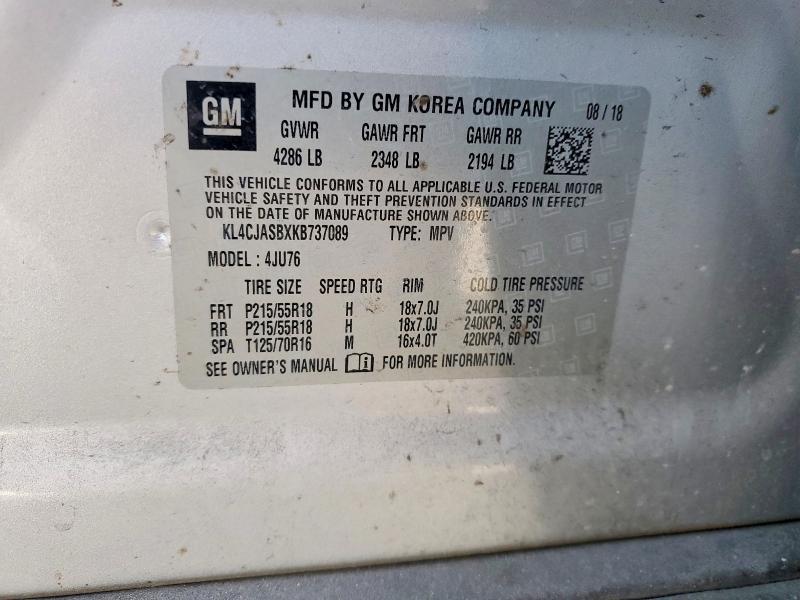 GM MFD BY GM KOREA COMPANY 08 / 18
GVWR GAWR FRT GAWR RR
4286 LB 2348 LB 2194 LB
THIS VEHICLE CONFORMS TO ALL APPLICABLE U.S. FEDERAL MOTOR
VEHICLE SAFETY AND THEFT PREVENTION STANDARDS IN EFFECT
ON THE DATE OF MANUFACTURE SHOWN ABOVE.
KL4CJASBXKB737089 TYPE: MPV
MODEL : 4JU76
TIRE SIZE SPEED RTG RIM COLD TIRE PRESSURE
FRT P215/55R18 H 18x7.0J 240KPA, 35 PSI
RR P215/55R18 H 18x7.0J 240KPA, 35 PSI
SPA T125/70R16 M 16x4.0T 420KPA, 60 PSI
SEE OWNER'S MANUAL FOR MORE INFORMATION.